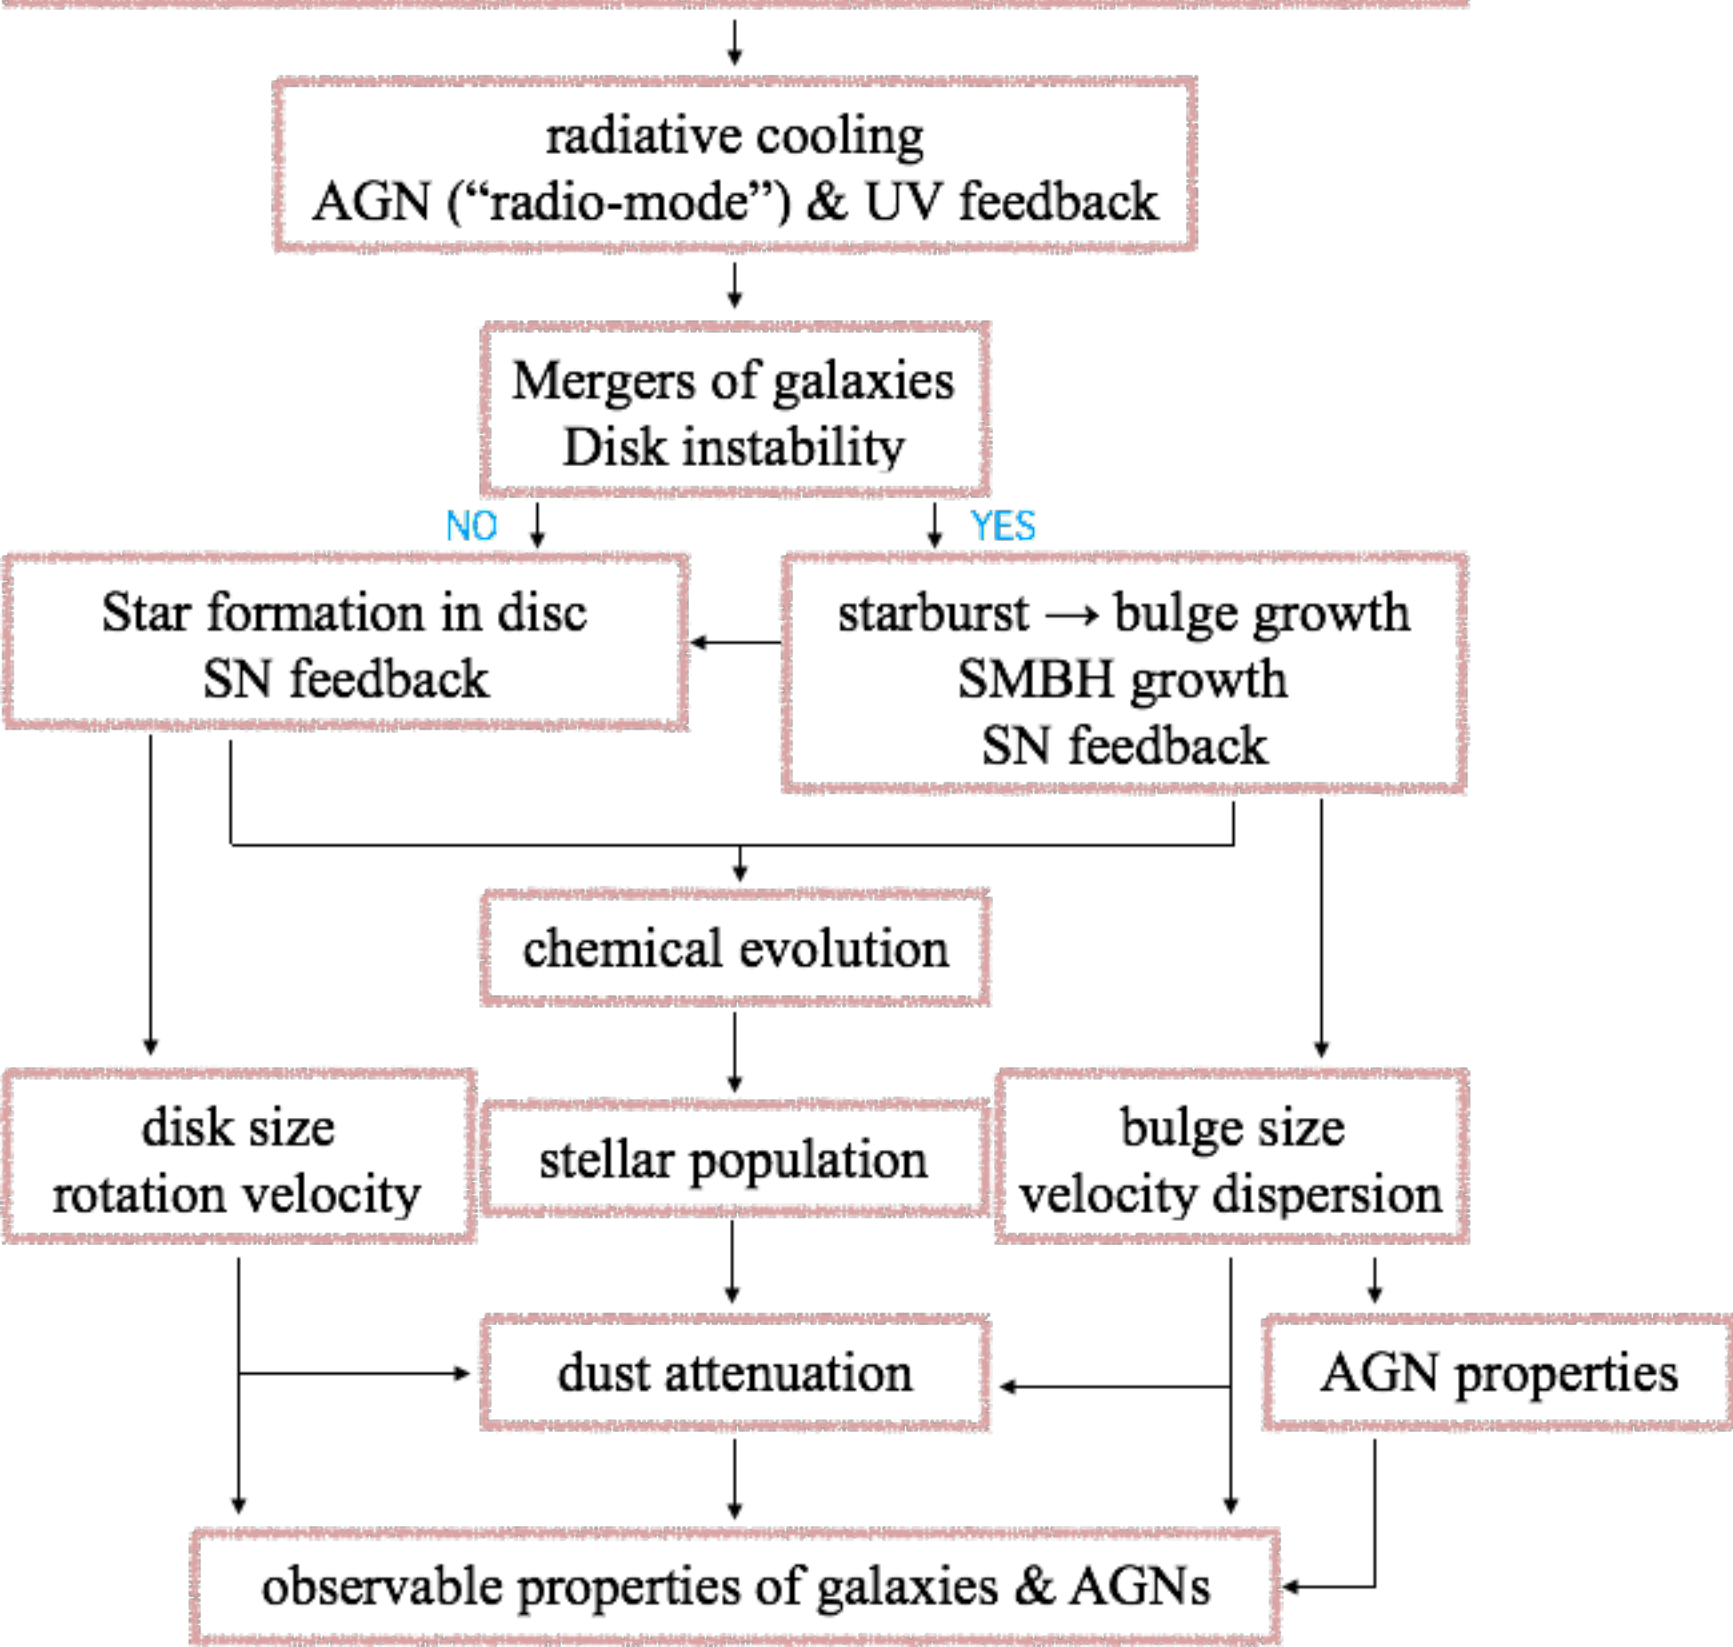 radiative cooling
AGN (“radio-mode”) & UV feedback
Mergers of galaxies
Disk instability
NO
YES
Star formation in disc
SN feedback
starburst → bulge growth
SMBH growth
SN feedback
chemical evolution
disk size
rotation velocity
stellar population
bulge size
velocity dispersion
dust attenuation
AGN properties
observable properties of galaxies & AGNs